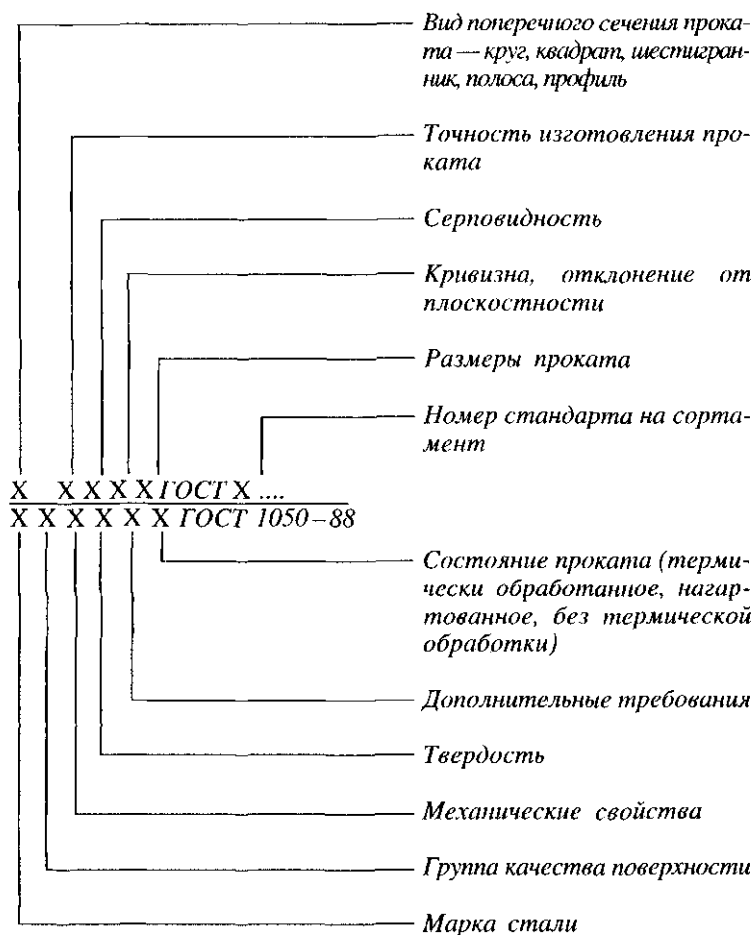 Вид поперечного сечения прока-
та — круг, квадрат, шестигран-
ник, полоса, профиль
Точность изготовления про-
ката
Серповидность
Кривизна, отклонение от
плоскостности
Размеры проката
Номер стандарта на сорта-
мент
X X X X X ГОСТ X ....
X X X X X X ГОСТ 1050–88
Состояние проката (терми-
чески обработанное, нагар-
тованное, без термической
обработки)
Дополнительные требования
Твердость
Механические свойства
Группа качества поверхности
Марка стали